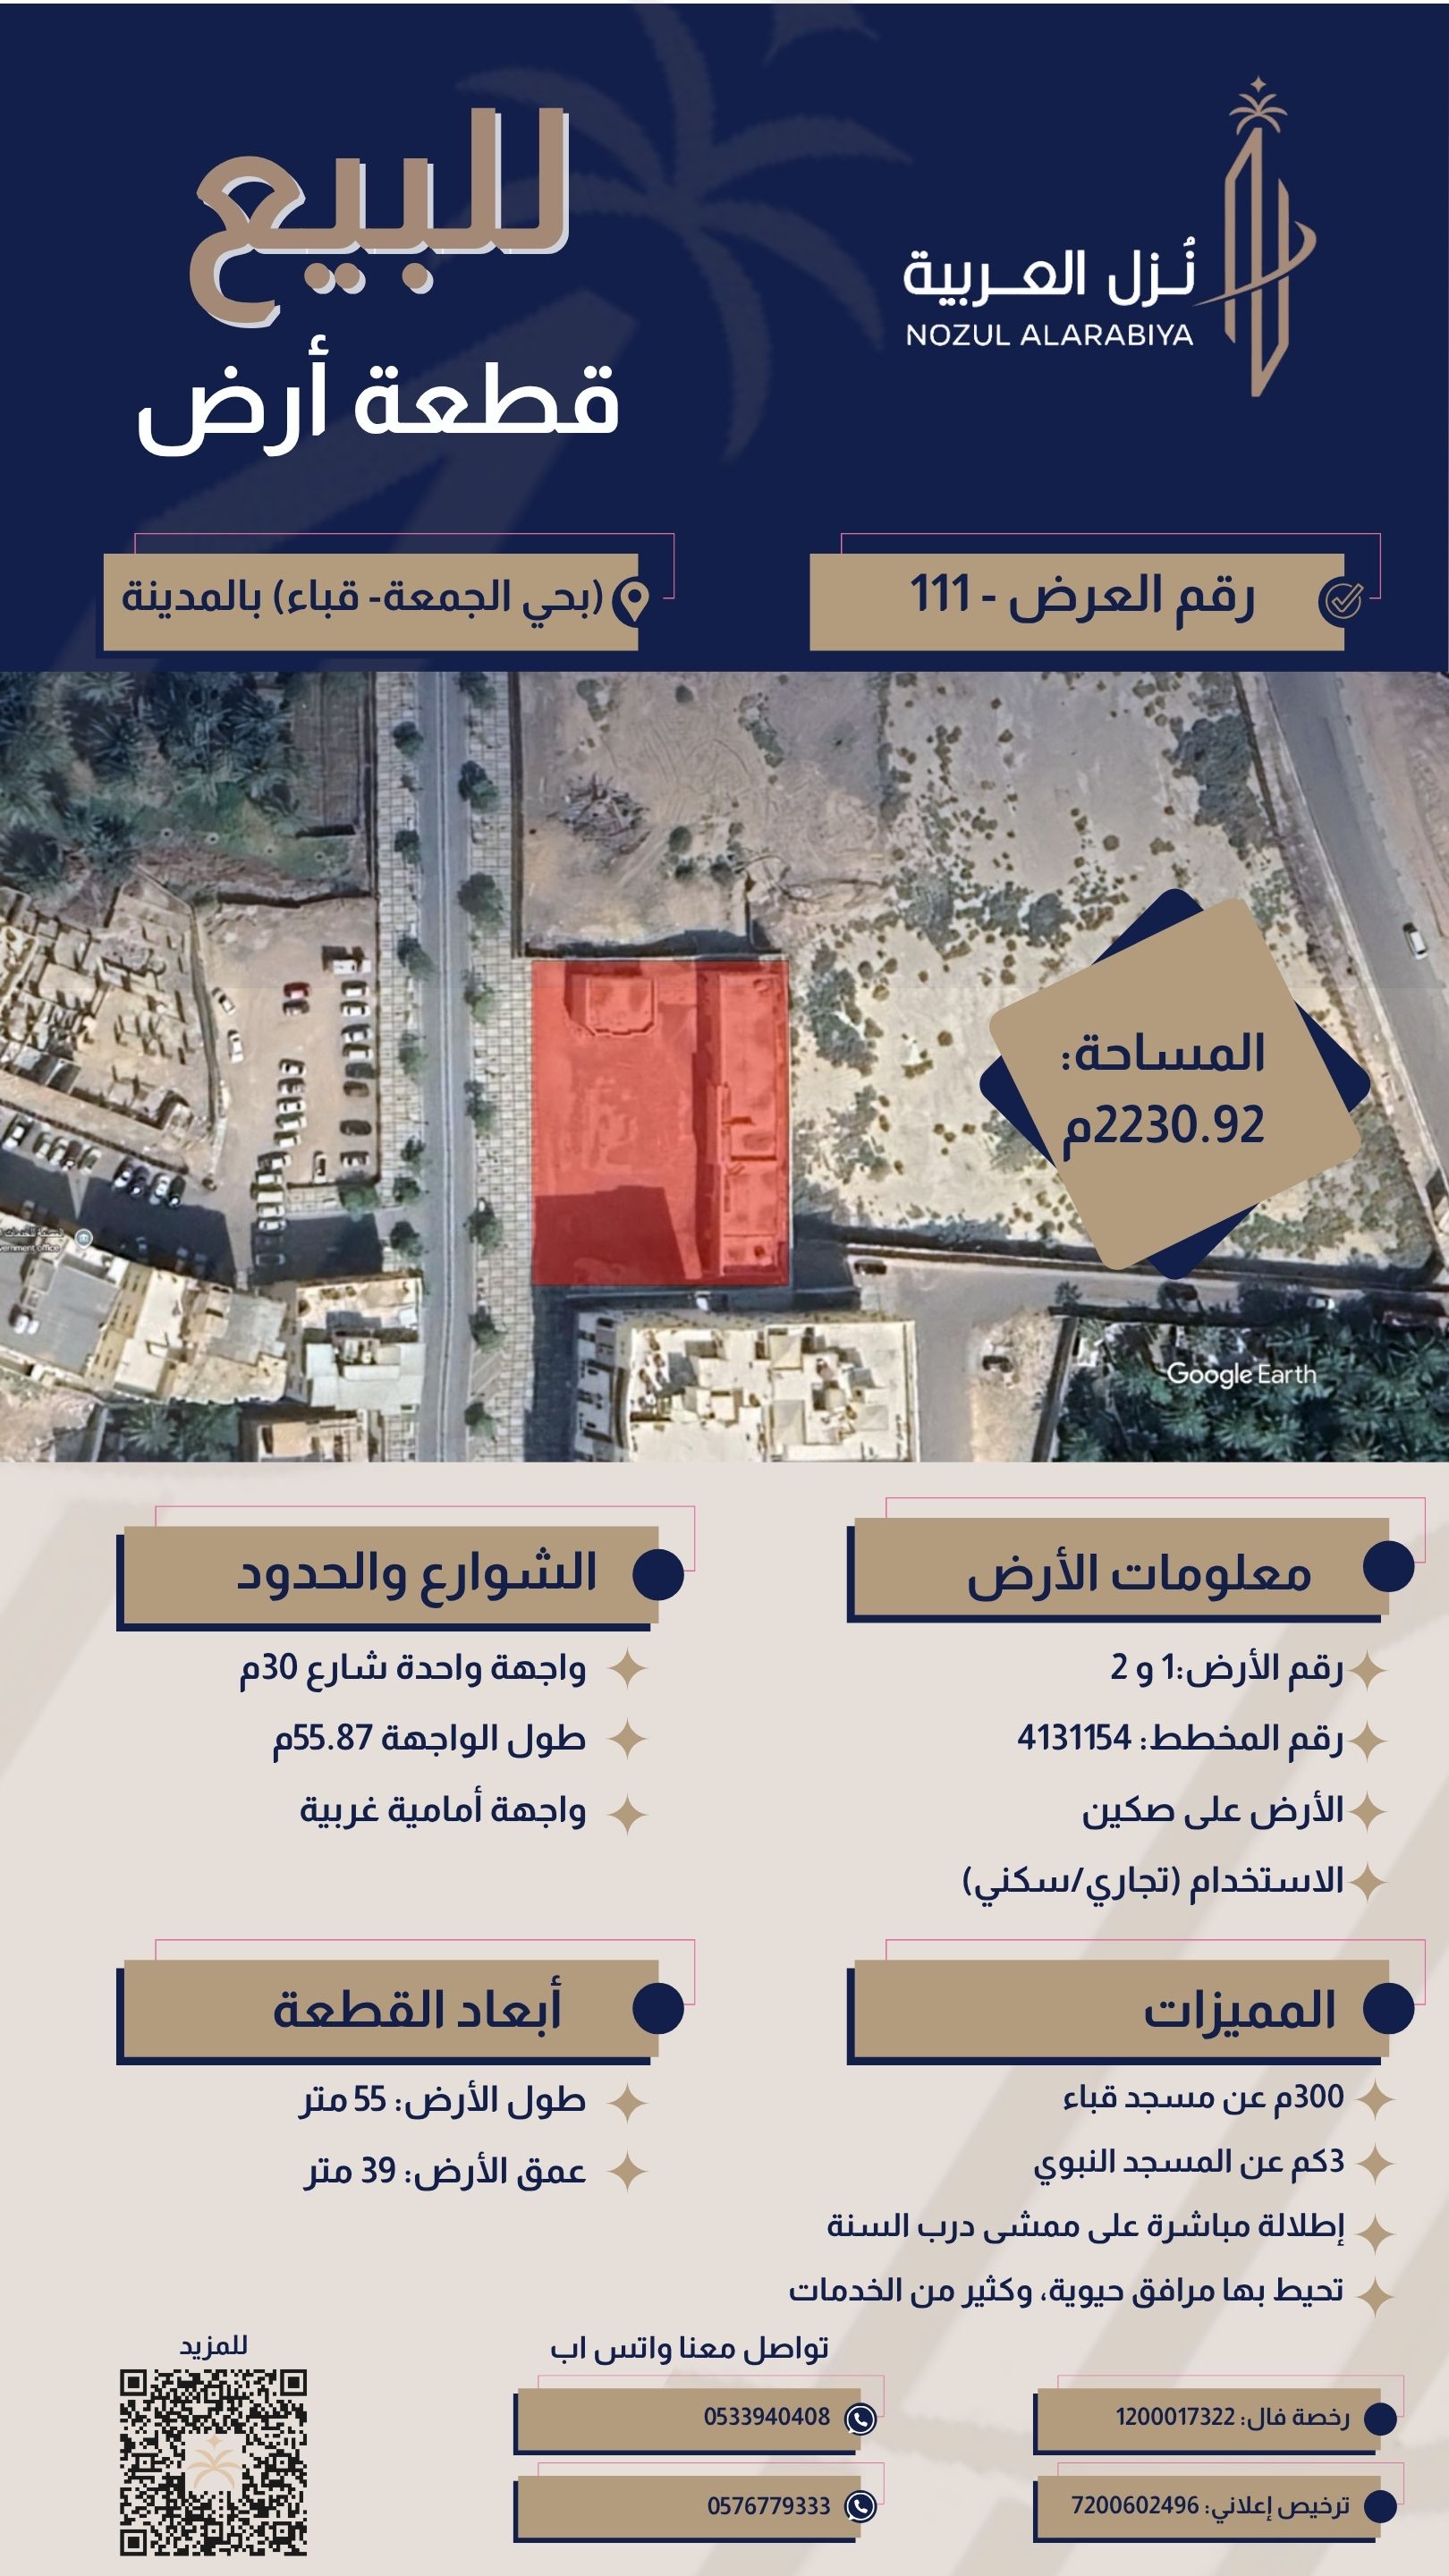 نُـزل العـربية
NOZUL ALARABIYA
للبيع
قطعة أرض
رقم العرض - 111
(بحي الجمعة- قباء) بالمدينة
المساحة:
2230.92م
Government office
Google Earth
معلومات الأرض
رقم الأرض:1 و 2
رقم المخطط: 4131154
الأرض على صكين
الاستخدام (تجاري/سكني)
الشوارع والحدود
واجهة واحدة شارع 30م
طول الواجهة 55.87م
واجهة أمامية غربية
المميزات
300م عن مسجد قباء
3كم عن المسجد النبوي
إطلالة مباشرة على ممشى درب السنة
تحيط بها مرافق حيوية، وكثير من الخدمات
أبعاد القطعة
طول الأرض: 55 متر
عمق الأرض: 39 متر
رخصة فال: 1200017322
ترخيص إعلاني: 7200602496
تواصل معنا واتس اب
0533940408
0576779333
للمزيد